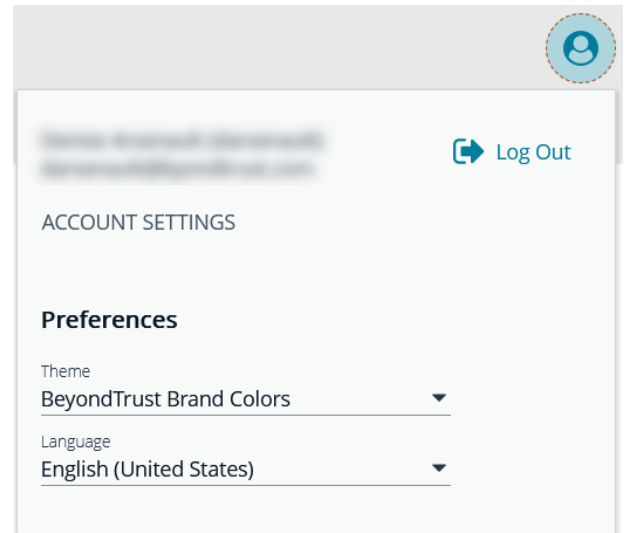 Log Out
ACCOUNT SETTINGS
Preferences
Theme
BeyondTrust Brand Colors
Language
English (United States)